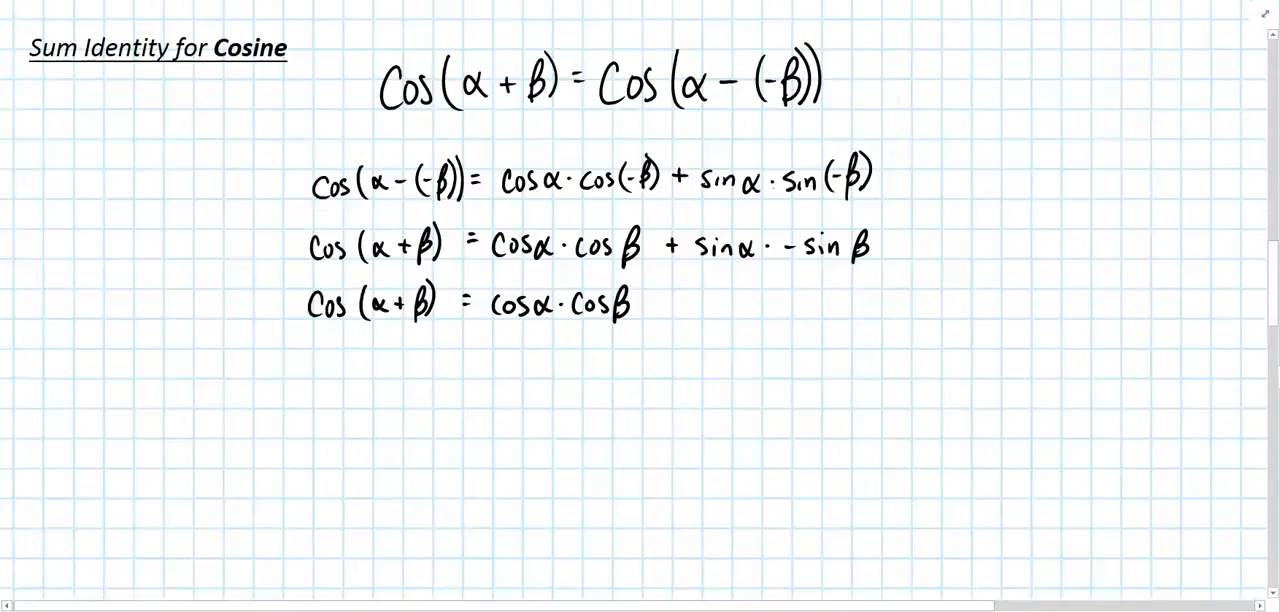 Sum Identity for Cosine
Cos(α + β) = Cos(α - (-β))
Cos(α - (-β)) = cosα · cos(-β) + sinα · sin(-β)
Cos(α + β) = cosα · cos β + sinα · - sin β
Cos(α + β) = cosα · cosβ